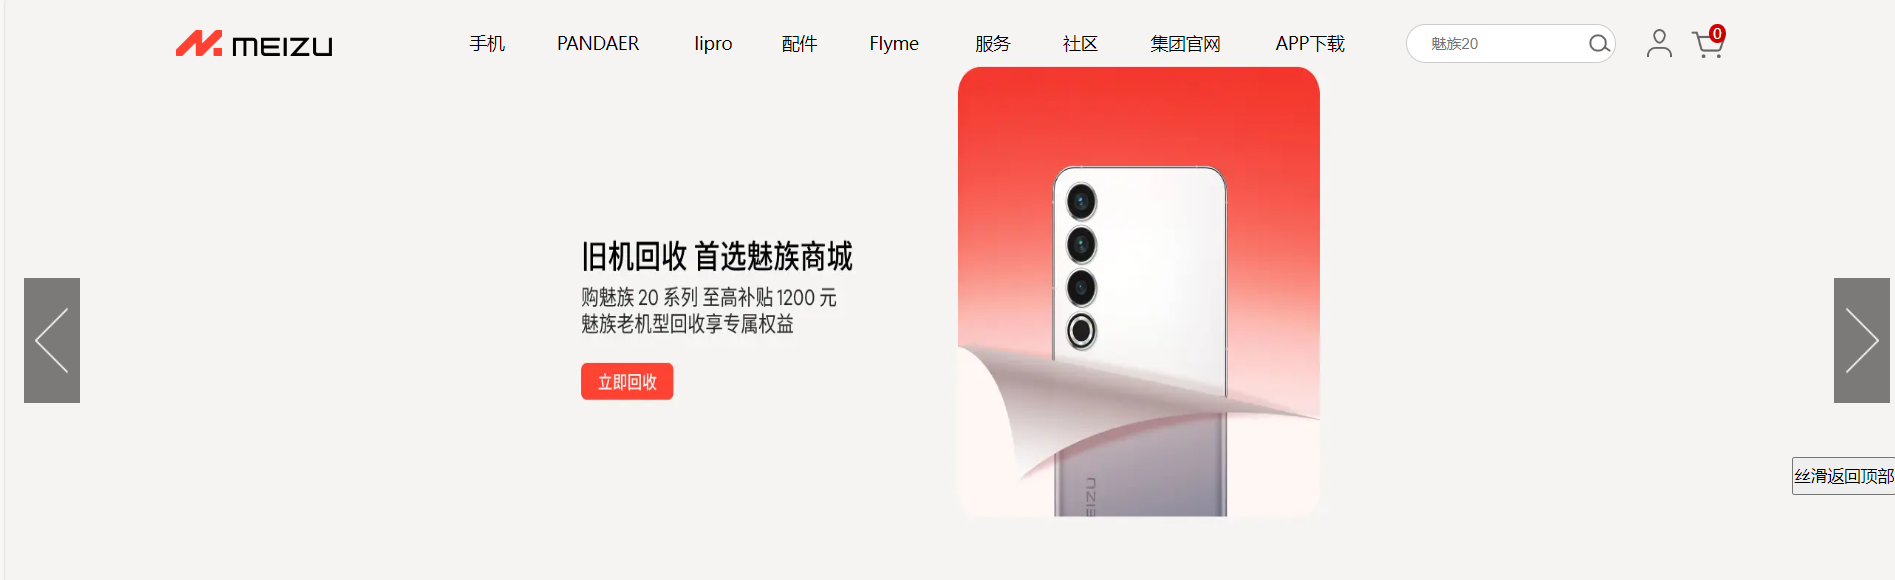 MEIZU
手机 PANDAER lipro 配件 Flyme 服务 社区 集团官网 APP下载
魅族20
0
旧机回收 首选魅族商城
购魅族 20 系列 至高补贴 1200 元
魅族老机型回收享专属权益
立即回收
MEIZU
丝滑返回顶部